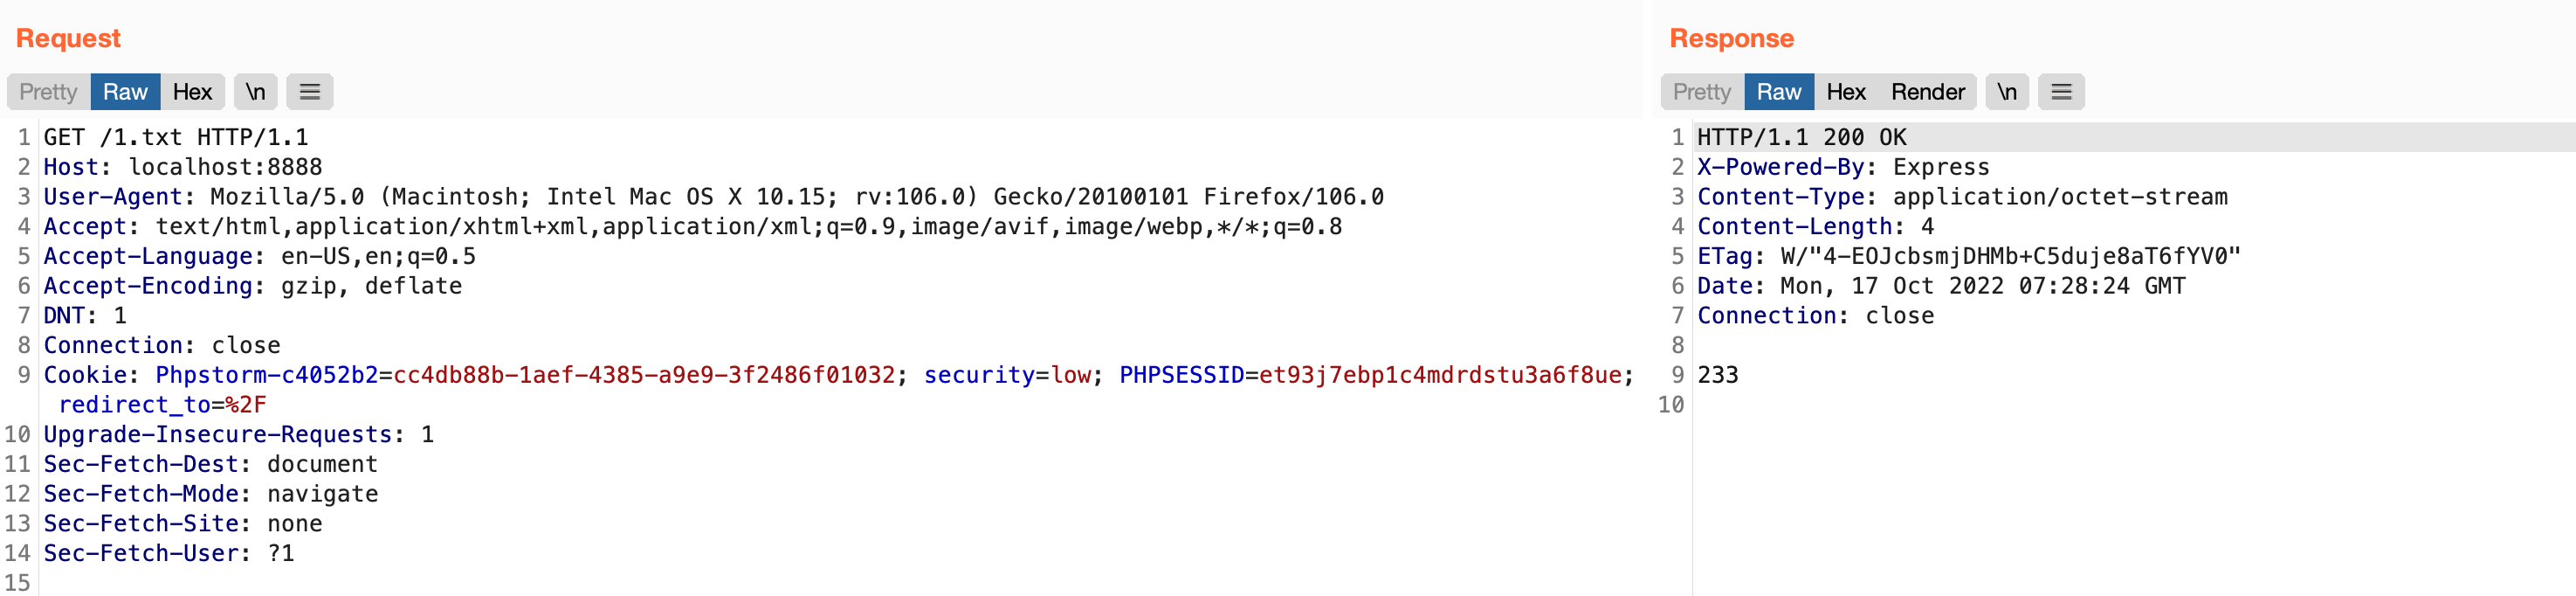 Request
Pretty Raw Hex \n
1 GET /1.txt HTTP/1.1
2 Host: localhost:8888
3 User-Agent: Mozilla/5.0 (Macintosh; Intel Mac OS X 10.15; rv:106.0) Gecko/20100101 Firefox/106.0
4 Accept: text/html,application/xhtml+xml,application/xml;q=0.9,image/avif,image/webp,*/*;q=0.8
5 Accept-Language: en-US,en;q=0.5
6 Accept-Encoding: gzip, deflate
7 DNT: 1
8 Connection: close
9 Cookie: Phpstorm-c4052b2=cc4db88b-1aef-4385-a9e9-3f2486f01032; security=low; PHPSESSID=et93j7ebp1c4mdrdstu3a6f8ue;
redirect_to=%2F
10 Upgrade-Insecure-Requests: 1
11 Sec-Fetch-Dest: document
12 Sec-Fetch-Mode: navigate
13 Sec-Fetch-Site: none
14 Sec-Fetch-User: ?1
15
Response
Pretty Raw Hex Render \n
1 HTTP/1.1 200 OK
2 X-Powered-By: Express
3 Content-Type: application/octet-stream
4 Content-Length: 4
5 ETag: W/"4-EOJcbsmjDHMb+C5duje8aT6fYV0"
6 Date: Mon, 17 Oct 2022 07:28:24 GMT
7 Connection: close
8
9 233
10